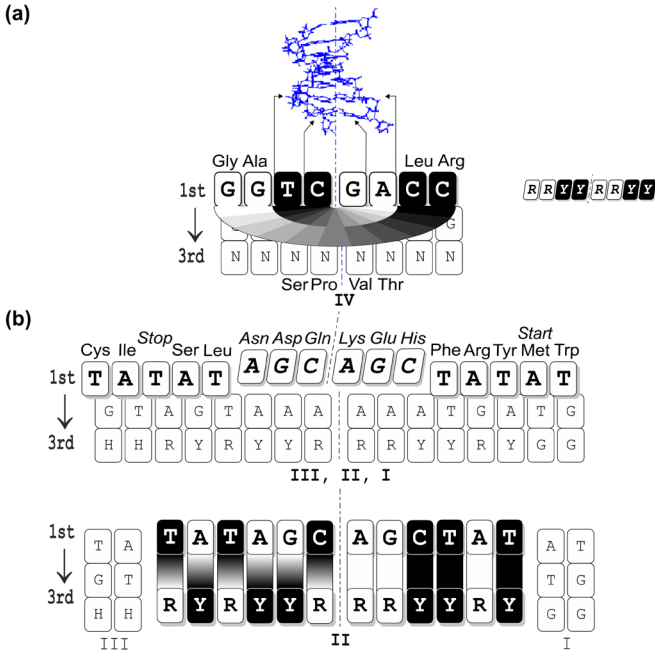 (a)
Gly Ala Leu Arg
1st G G T C G A C C
R R Y Y R R Y Y
G
3rd N N N N N N N N
Ser Pro Val Thr
IV
(b)
Cys Ile Stop Ser Leu Asn Asp Gln Lys Glu His Phe Arg Tyr Start Met Trp
1st T A T A T A G C A G C T A T A T
G T A G T A A A A A A T G A T G
3rd H H R Y R Y Y R R R Y Y R Y G G
III, II, I
1st T A T A T A G C A G C T A T A T
G T T G
3rd H H R Y R Y Y R R R Y Y R Y G G
III II I